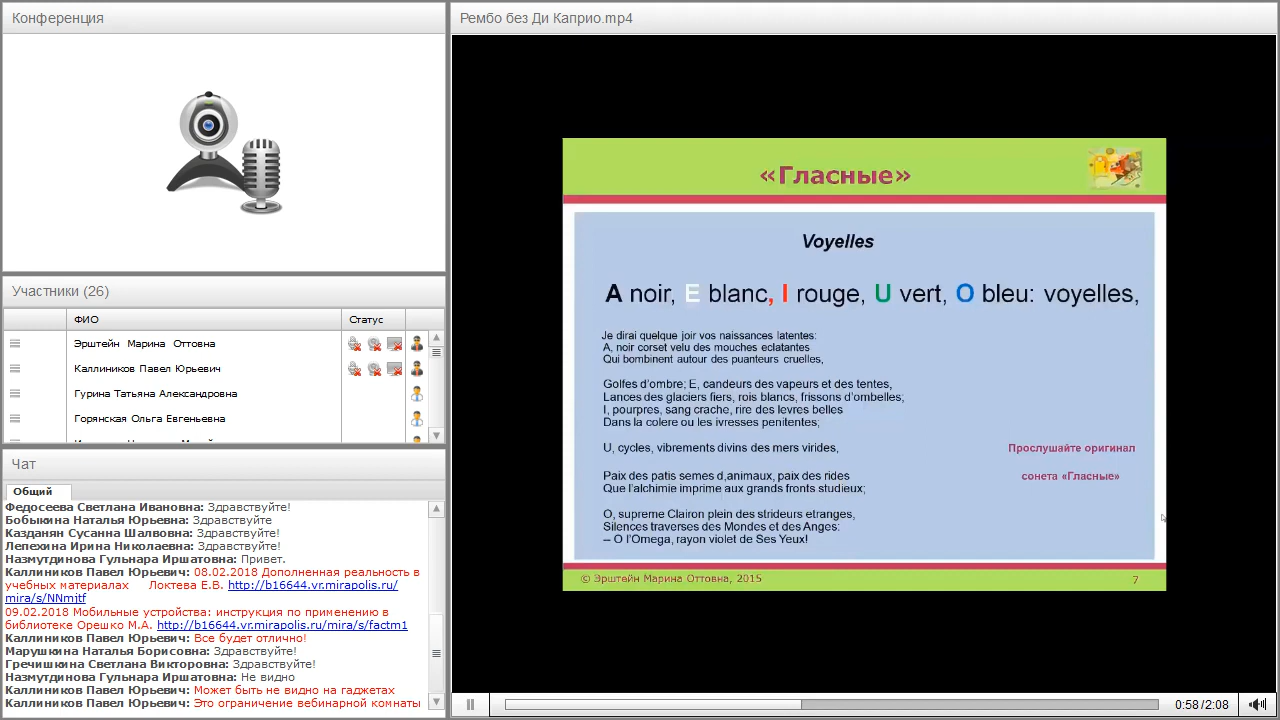 Конференция
Участники (26)
ФИО
Статус
Эрштейн Марина Оттовна
Каллиников Павел Юрьевич
Гурина Татьяна Александровна
Горянская Ольга Евгеньевна
Чат
Общий
Федосеева Светлана Ивановна: Здравствуйте!
Бобыкина Наталья Юрьевна: Здравствуйте
Казданян Сусанна Шалвовна: Здравствуйте!
Лепехина Ирина Николаевна: Здравствуйте!
Назмутдинова Гульнара Иршатовна: Привет.
Каллиников Павел Юрьевич: 08.02.2018 Дополненная реальность в
учебных материалах Локтева Е.В. http://b16644.vr.mirapolis.ru/
mira/s/NNmjtf
09.02.2018 Мобильные устройства: инструкция по применению в
библиотеке Орешко М.А. http://b16644.vr.mirapolis.ru/mira/s/factm1
Каллиников Павел Юрьевич: Все будет отлично!
Марушкина Наталья Борисовна: Здравствуйте!
Гречишкина Светлана Викторовна: Здравствуйте!
Назмутдинова Гульнара Иршатовна: Не видно
Каллиников Павел Юрьевич: Может быть не видно на гаджетах
Каллиников Павел Юрьевич: Это ограничение вебинарной комнаты
Рембо без Ди Каприо.mp4
«Гласные»
Voyelles
A noir, E blanc, I rouge, U vert, O bleu: voyelles,
Je dirai quelque joir vos naissances latentes:
A, noir corset velu des mouches eclatantes
Qui bombinent autour des puanteurs cruelles,
Golfes d'ombre; E, candeurs des vapeurs et des tentes,
Lances des glaciers fiers, rois blancs, frissons d'ombelles;
I, pourpres, sang crache, rire des levres belles
Dans la colere ou les ivresses penitentes;
U, cycles, vibrements divins des mers virides,
Paix des patis semes d,animaux, paix des rides
Que l'alchimie imprime aux grands fronts studieux;
O, supreme Clairon plein des strideurs etranges,
Silences traverses des Mondes et des Anges:
– O l'Omega, rayon violet de Ses Yeux!
Прослушайте оригинал
сонета «Гласные»
© Эрштейн Марина Оттовна, 2015
7
0:58 / 2:08